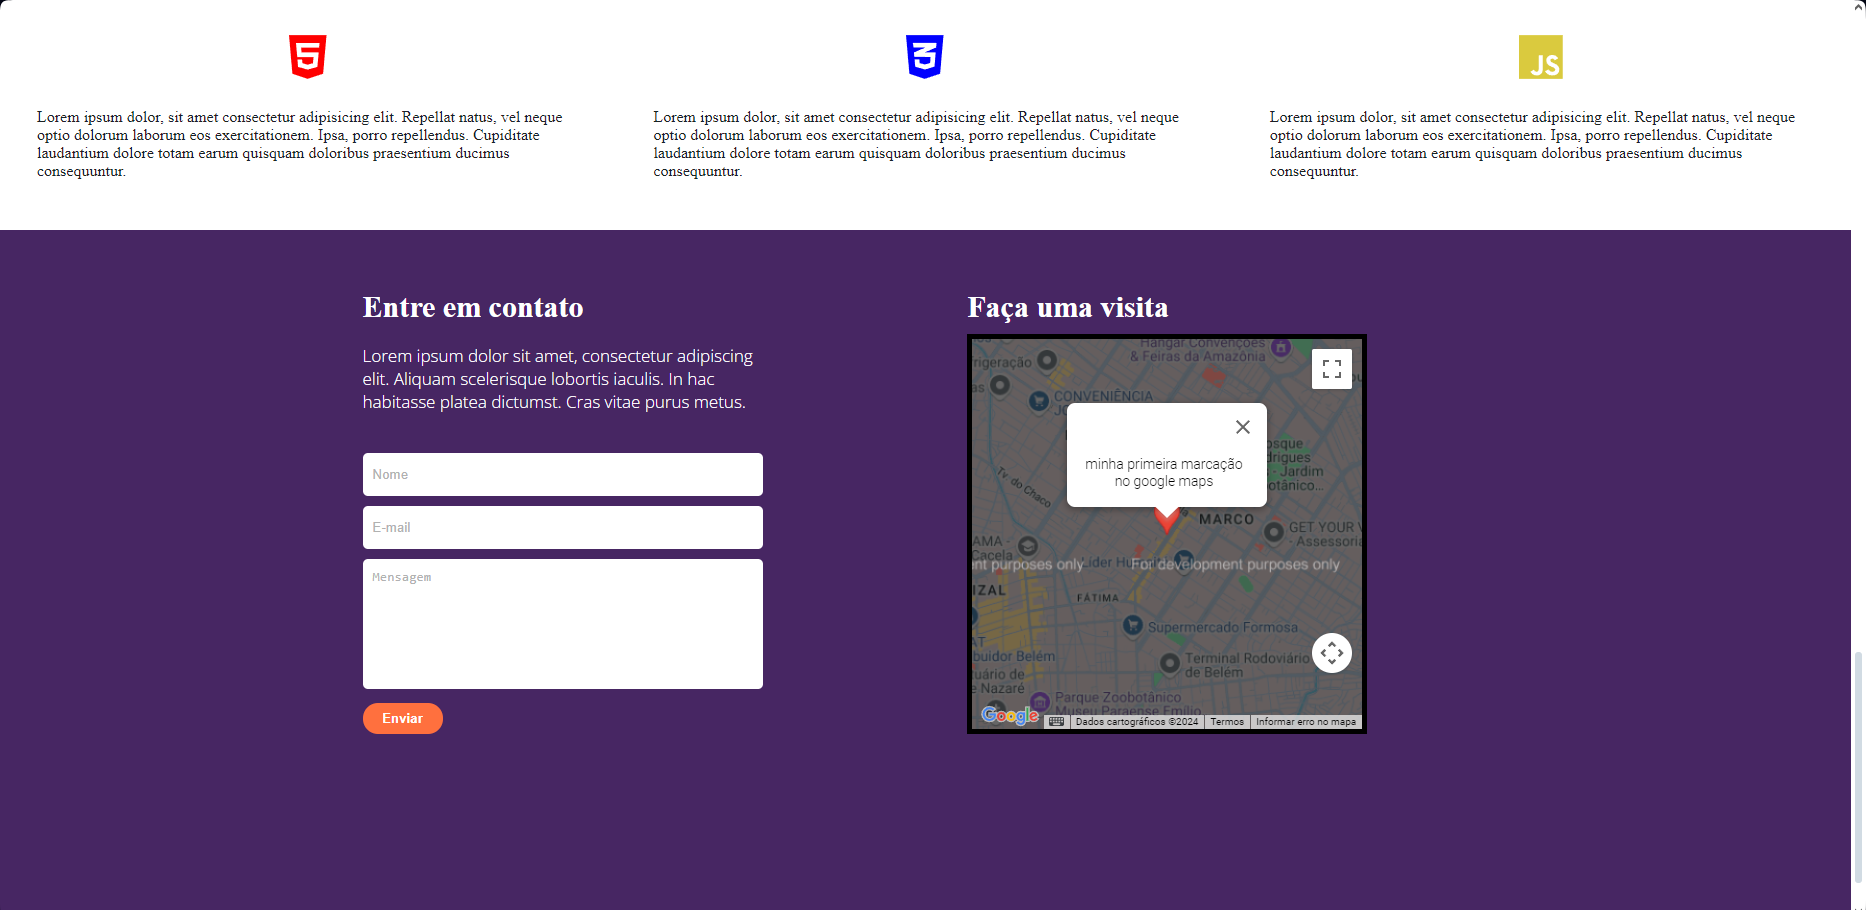 5
3
JS
Lorem ipsum dolor, sit amet consectetur adipisicing elit. Repellat natus, vel neque
optio dolorum laborum eos exercitationem. Ipsa, porro repellendus. Cupiditate
laudantium dolore totam earum quisquam doloribus praesentium ducimus
consequuntur.
Lorem ipsum dolor, sit amet consectetur adipisicing elit. Repellat natus, vel neque
optio dolorum laborum eos exercitationem. Ipsa, porro repellendus. Cupiditate
laudantium dolore totam earum quisquam doloribus praesentium ducimus
consequuntur.
Lorem ipsum dolor, sit amet consectetur adipisicing elit. Repellat natus, vel neque
optio dolorum laborum eos exercitationem. Ipsa, porro repellendus. Cupiditate
laudantium dolore totam earum quisquam doloribus praesentium ducimus
consequuntur.
Entre em contato
Lorem ipsum dolor sit amet, consectetur adipiscing
elit. Aliquam scelerisque lobortis iaculis. In hac
habitasse platea dictumst. Cras vitae purus metus.
Nome
E-mail
Mensagem
Enviar
Faça uma visita
Hangar Convenções
& Feiras da Amazônia
rigeração
as
CONVENIÊNCIA
minha primeira marcação
no google maps
osque
drigues
- Jardim
otânico...
Tv. do Chaco
MARCO
GET YOUR V
- Assessoria
AMA -
Cacela
Líder Hu
nt purposes only
For development purposes only
IZAL
FÁTIMA
Supermercado Formosa
AT
buidor Belém
Terminal Rodoviário
de Belém
tuário de
e Nazaré
Parque Zoobotânico
Museu Paraense Emílio
Google
Dados cartográficos ©2024
Termos
Informar erro no mapa